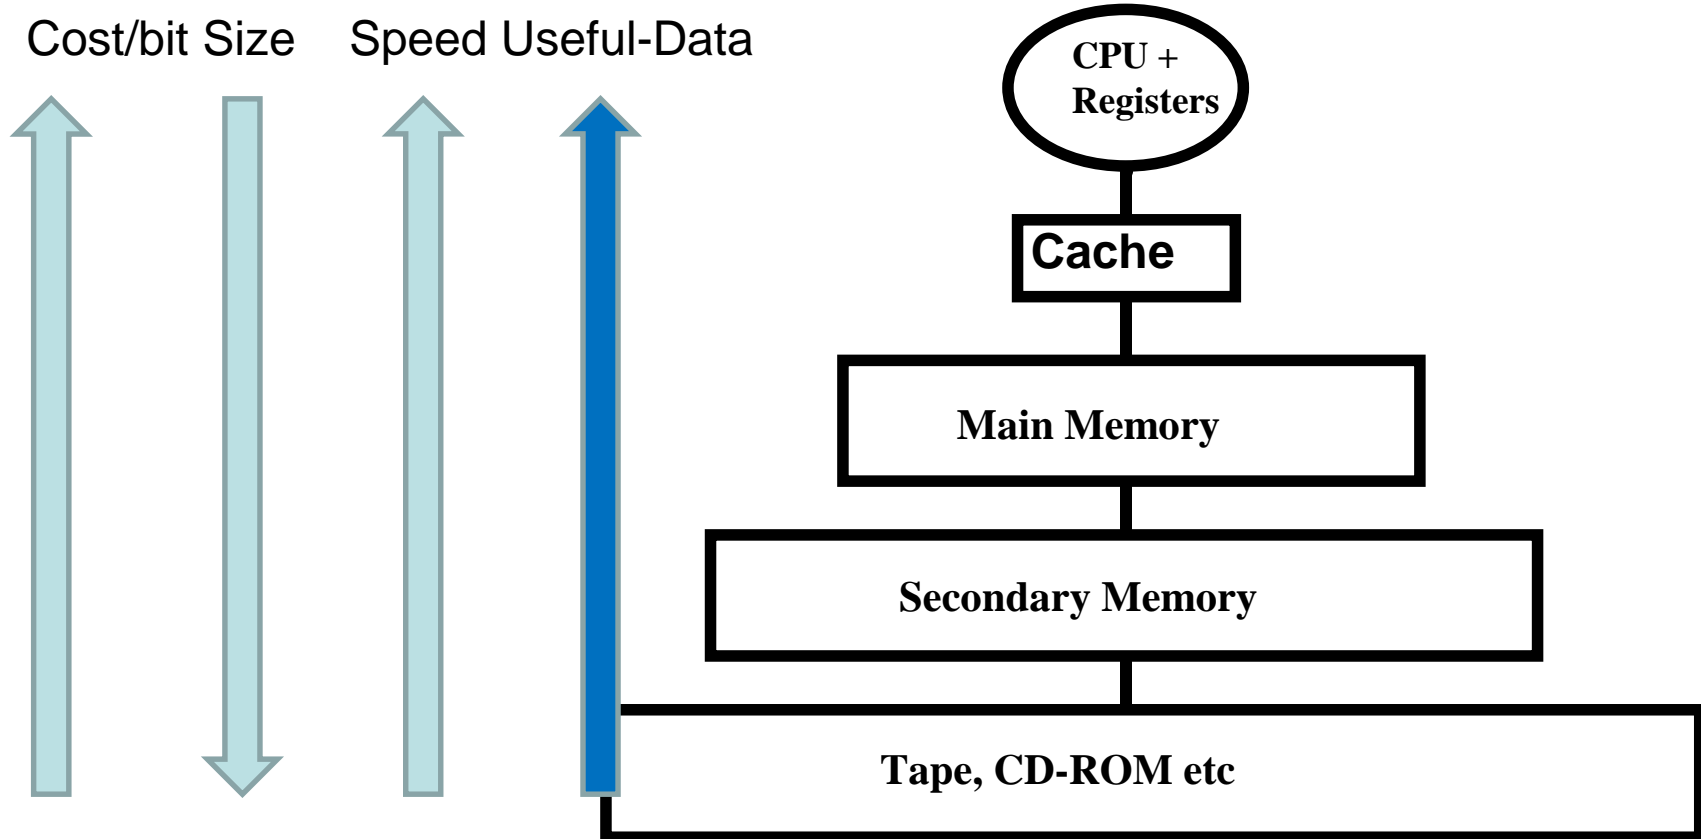 Cost/bit Size Speed Useful-Data
CPU +
Registers
Cache
Main Memory
Secondary Memory
Tape, CD-ROM etc